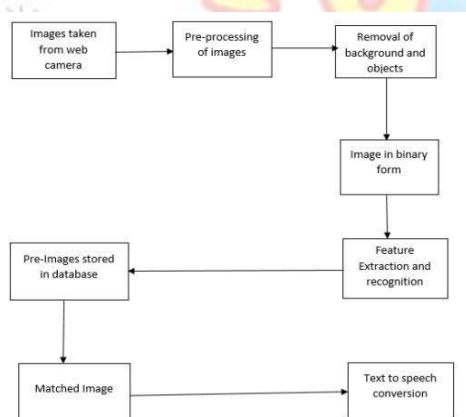 Images taken
from web
camera
Pre-processing
of images
Removal of
background and
objects
Image in binary
form
Feature
Extraction and
recognition
Pre-Images stored
in database
Matched Image
Text to speech
conversion